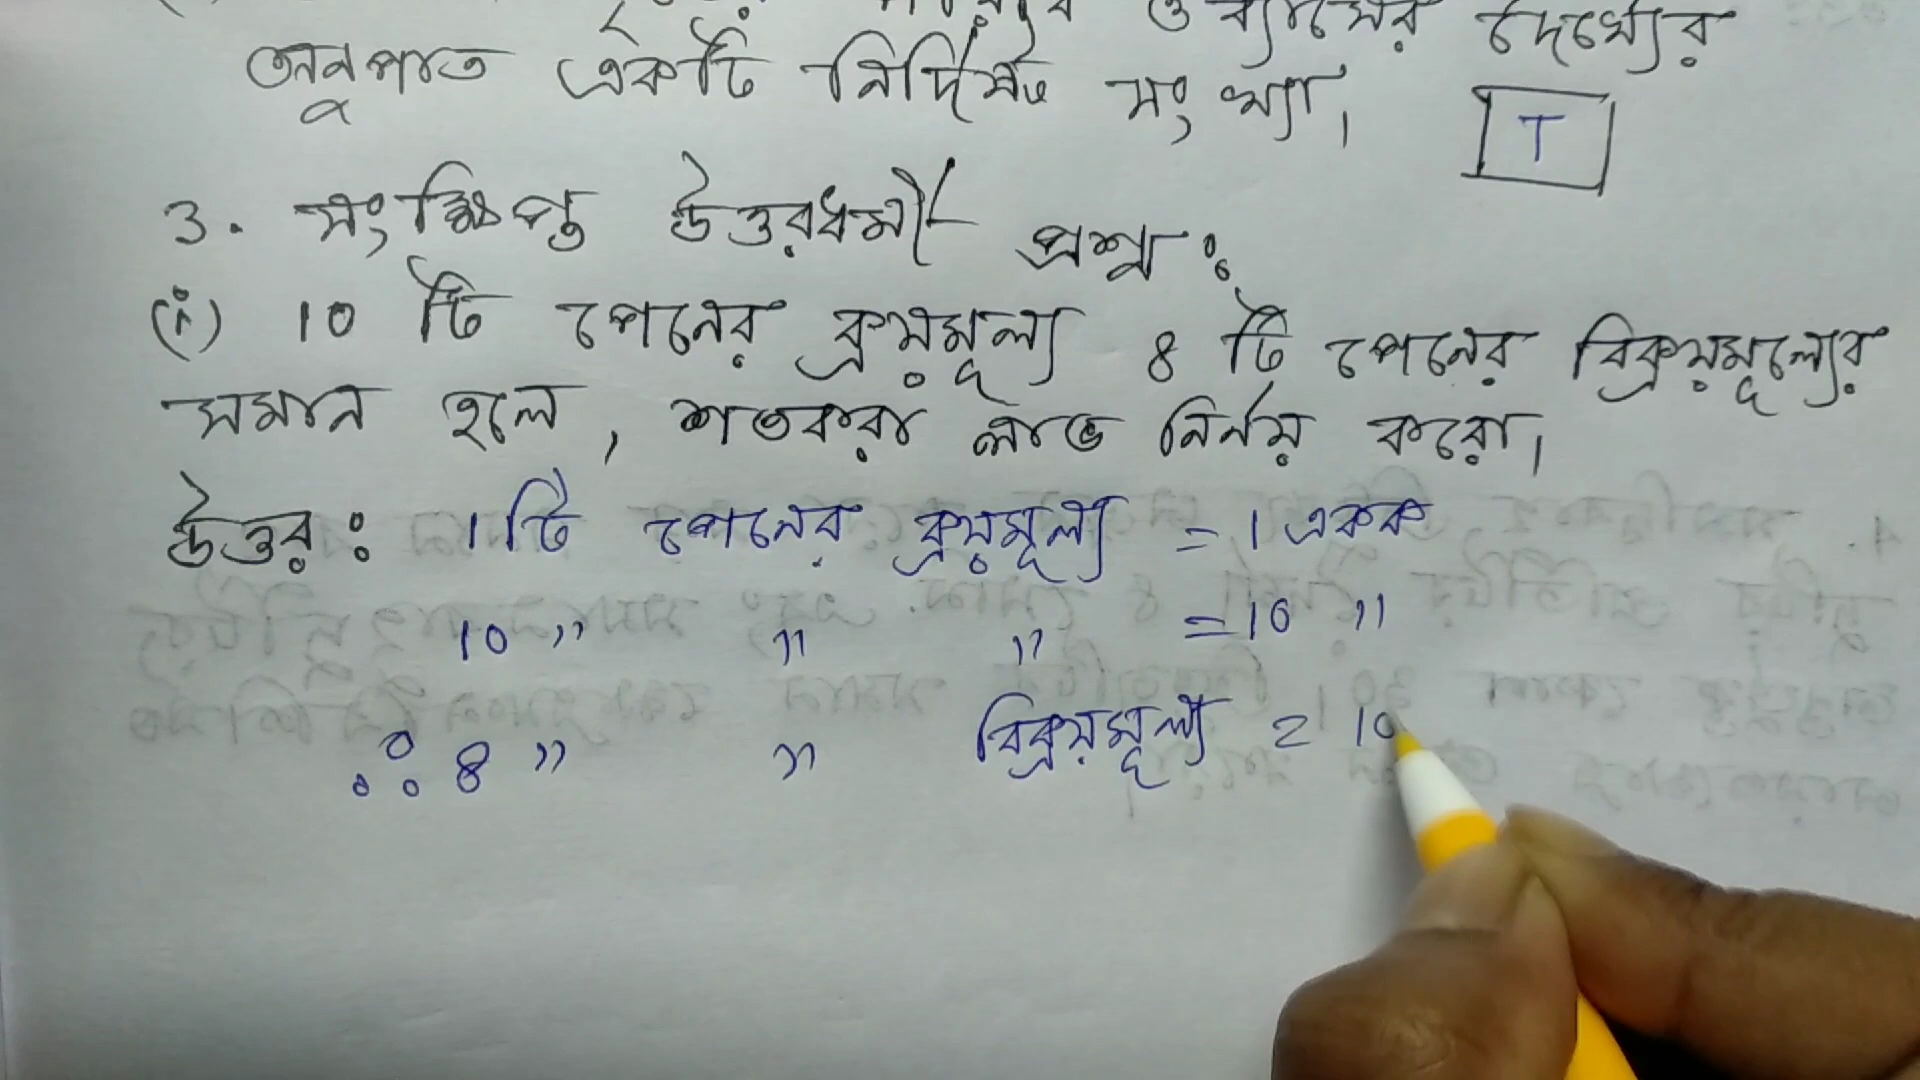 ও ব্যাসের দৈর্ঘ্যের
অনুপাত একটি নির্দিষ্ট সংখ্যা। T
3. সংক্ষিপ্ত উত্তরধর্মী প্রশ্ন :
(i) 10 টি পেনের ক্রয়মূল্য 8 টি পেনের বিক্রয়মূল্যের
সমান হলে, শতকরা লাভ নির্নয় করো।
উত্তর : 1 টি পেনের ক্রয়মূল্য = 1 একক
10 " " " = 10 "
∴ 8 " " বিক্রয়মূল্য = 10